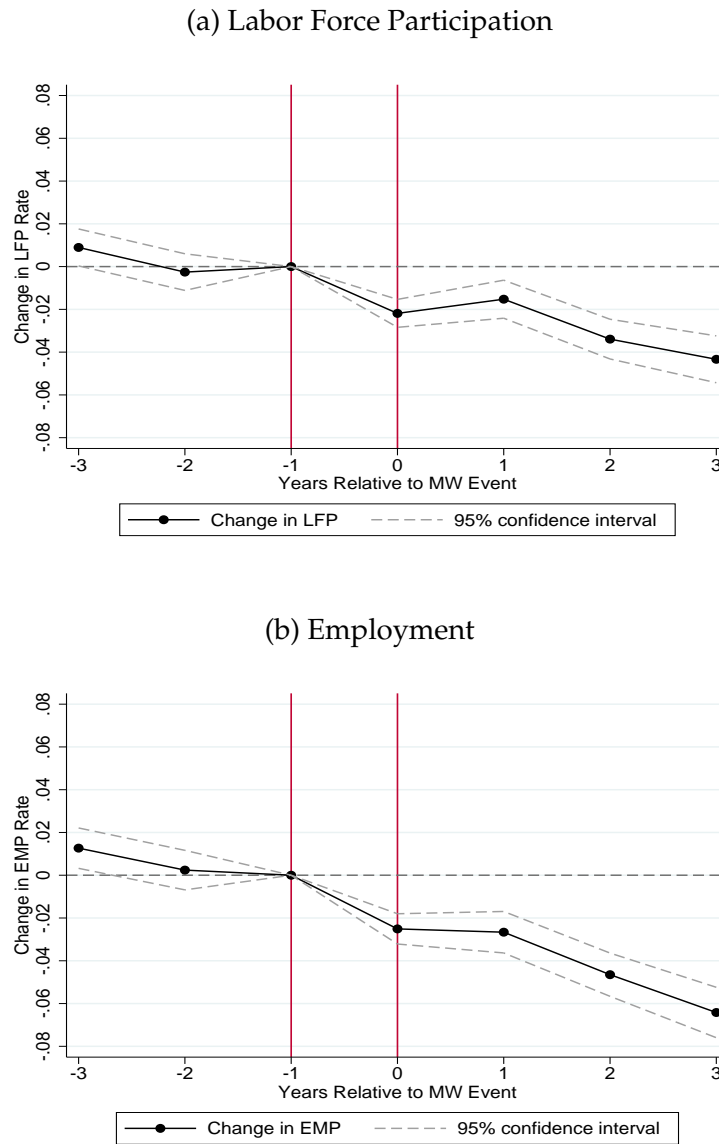 (a) Labor Force Participation
.08
.06
.04
.02
0
-.02
-.04
-.06
-.08
Change in LFP Rate
-3 -2 -1 0 1 2 3
Years Relative to MW Event
Change in LFP 95% confidence interval
(b) Employment
.08
.06
.04
.02
0
-.02
-.04
-.06
-.08
Change in EMP Rate
-3 -2 -1 0 1 2 3
Years Relative to MW Event
Change in EMP 95% confidence interval